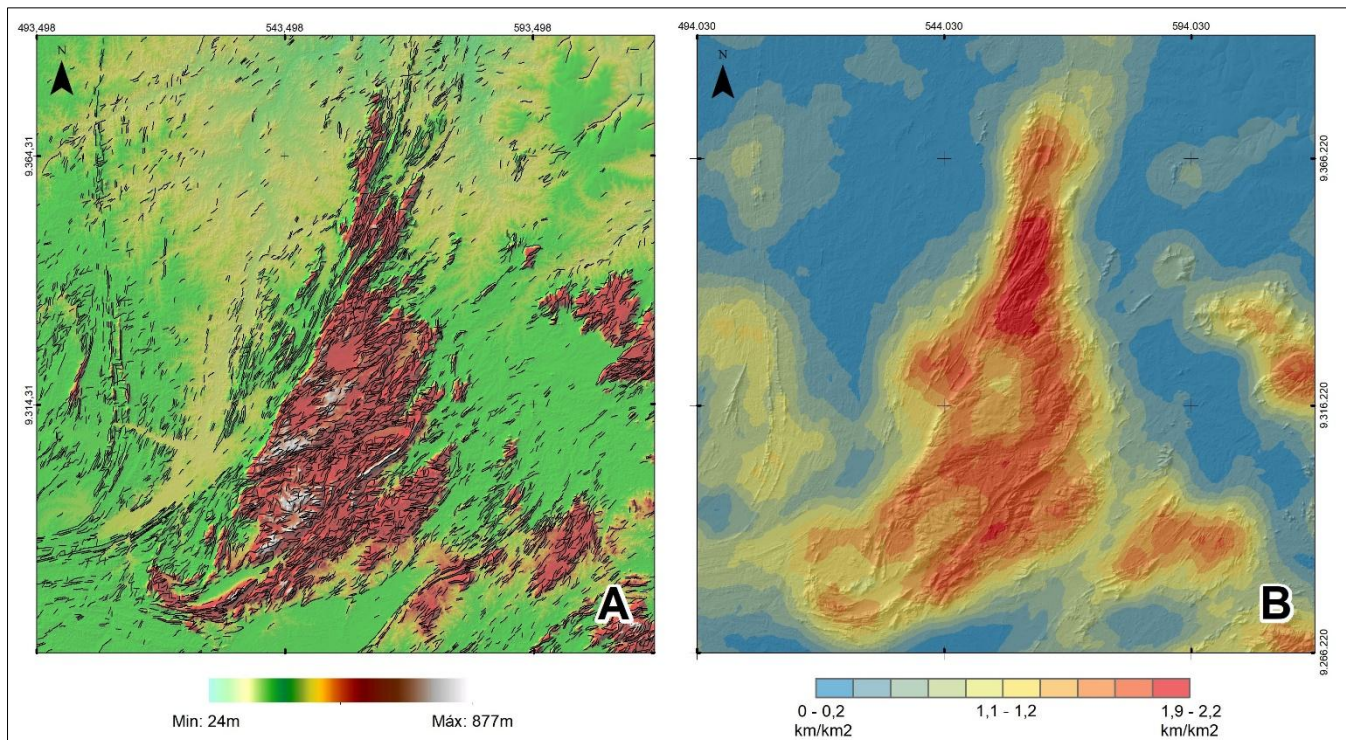 493,498 543,498 593,498
494.030 544.030 594.030
N
N
9.364,31
9.366,220
9.314,31
9.316,220
A
B
9.266,220
Min: 24m Máx: 877m
0 - 0,2 1,1 - 1,2 1,9 - 2,2
km/km2 km/km2